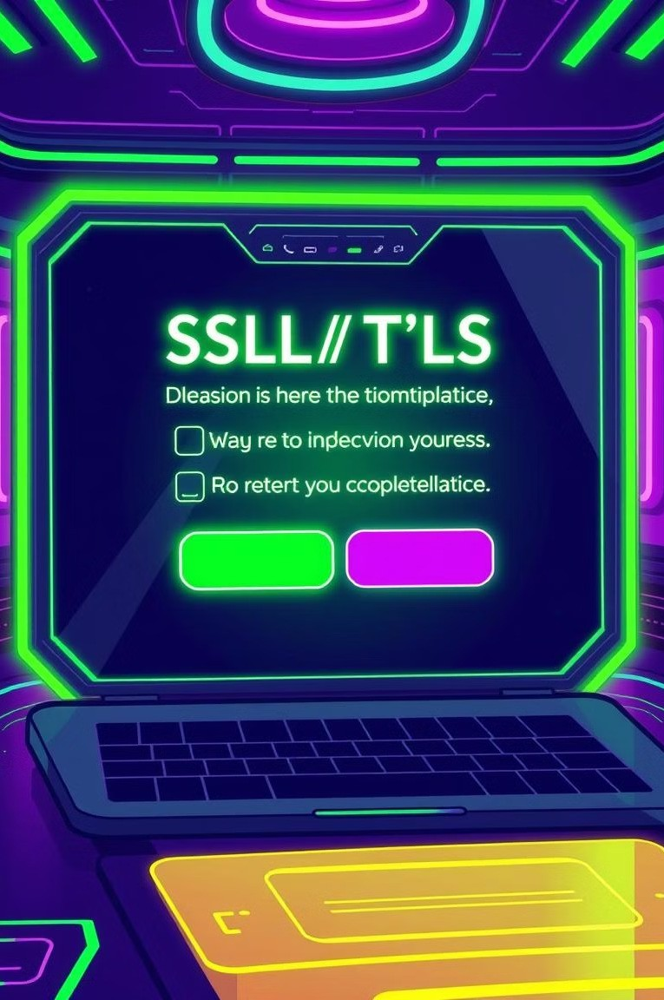 SSLL// T'LS
Dleasion is here the tiomtiplatice,
Way re to inpecvion youress.
Ro retert you ccopletellatice.